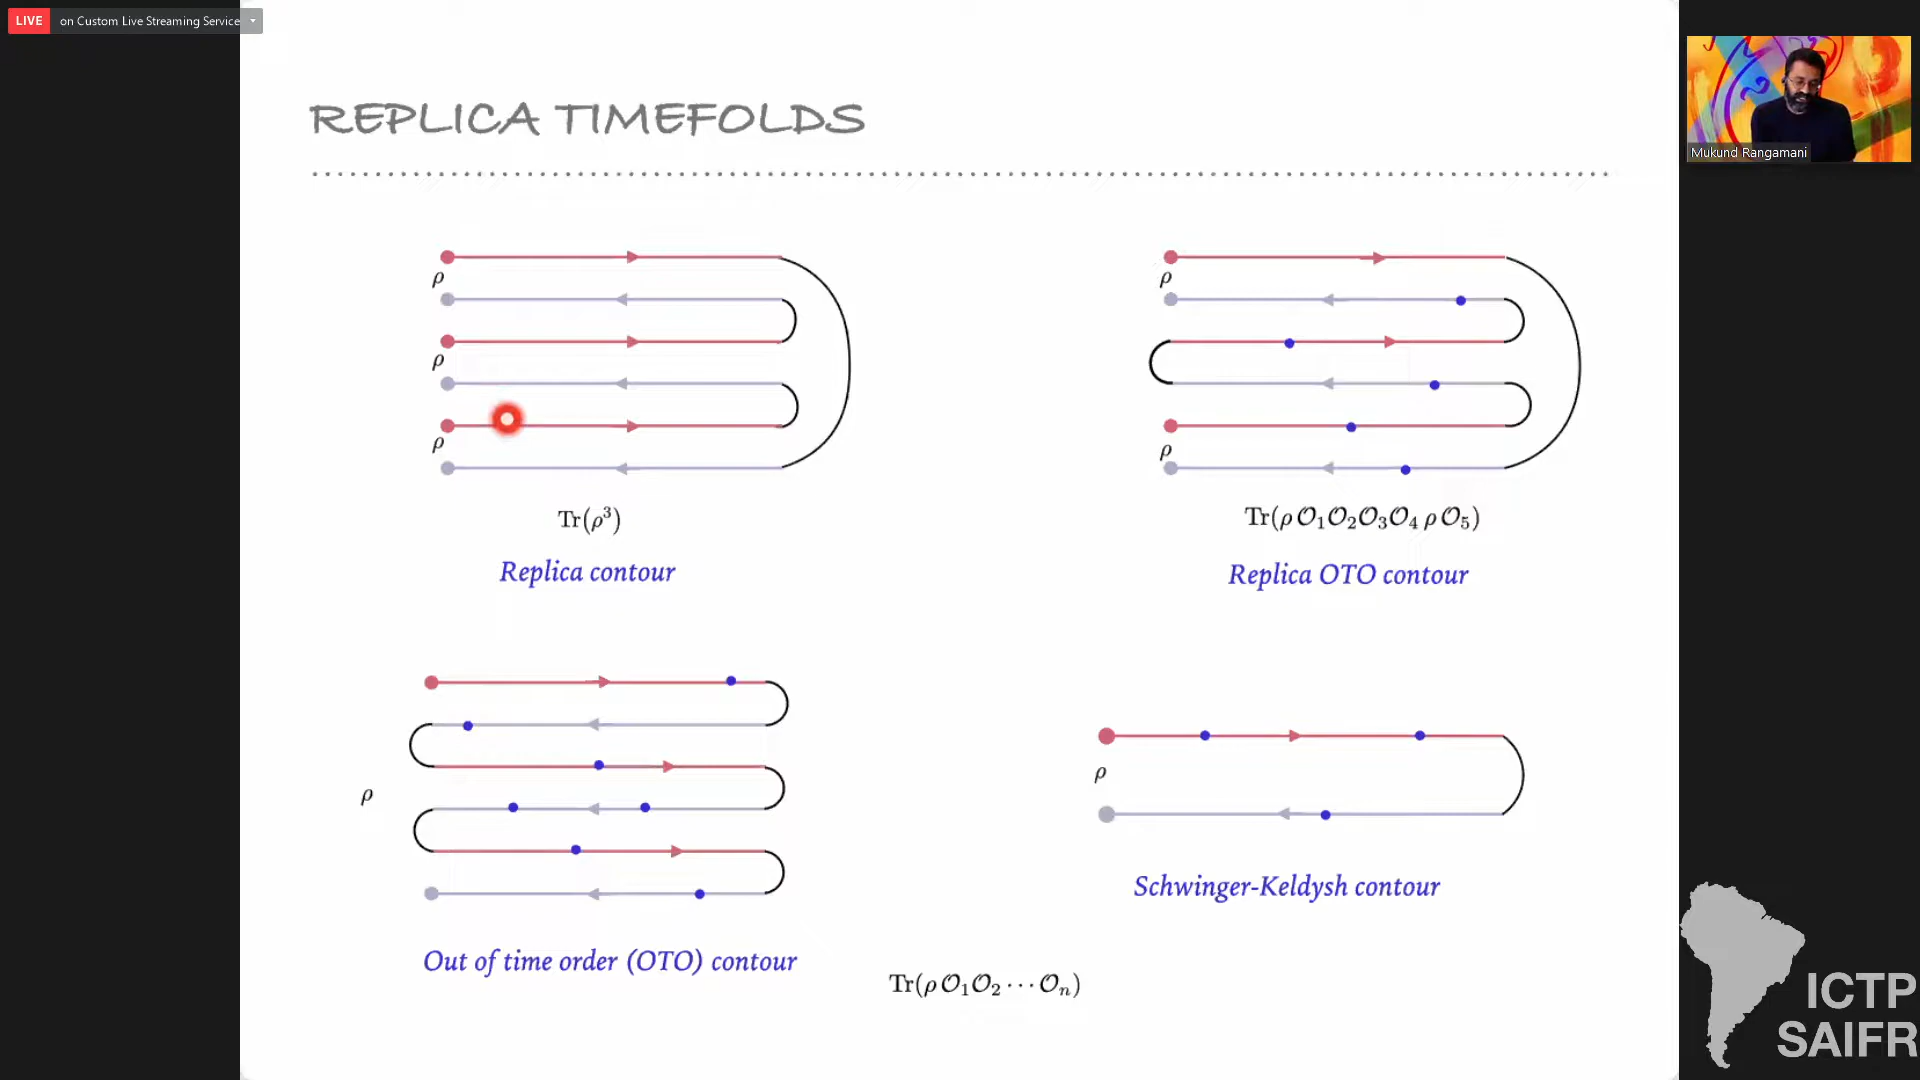 LIVE on Custom Live Streaming Service
Mukund Rangamani
REPLICA TIMEFOLDS
ρ
ρ
ρ
Tr(ρ³)
Replica contour
ρ
ρ
Tr(ρ 𝒪₁𝒪₂𝒪₃𝒪₄ ρ 𝒪₅)
Replica OTO contour
ρ
Out of time order (OTO) contour
ρ
Schwinger-Keldysh contour
Tr(ρ 𝒪₁𝒪₂ ⋯ 𝒪ₙ)
ICTP
SAIFR